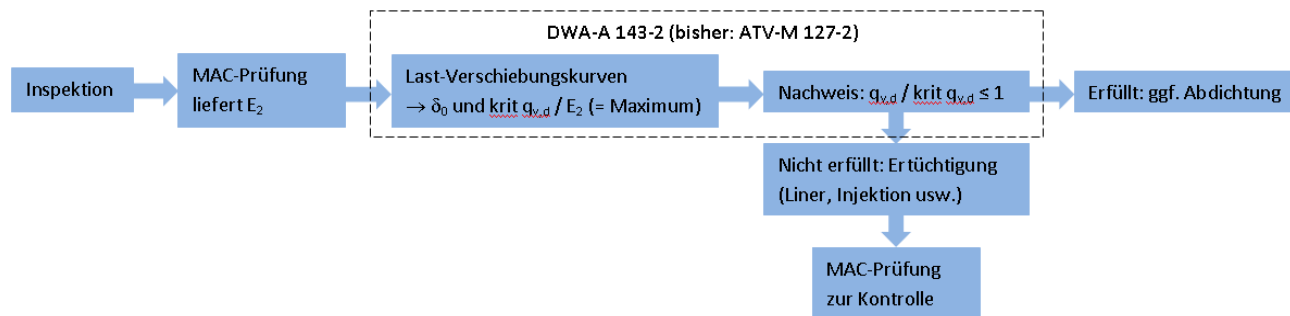 DWA-A 143-2 (bisher: ATV-M 127-2)
Inspektion
MAC-Prüfung
liefert E₂
Last-Verschiebungskurven
→ δ₀ und krit qᵥ,d / E₂ (= Maximum)
Nachweis: qᵥ,d / krit qᵥ,d ≤ 1
Erfüllt: ggf. Abdichtung
Nicht erfüllt: Ertüchtigung
(Liner, Injektion usw.)
MAC-Prüfung
zur Kontrolle